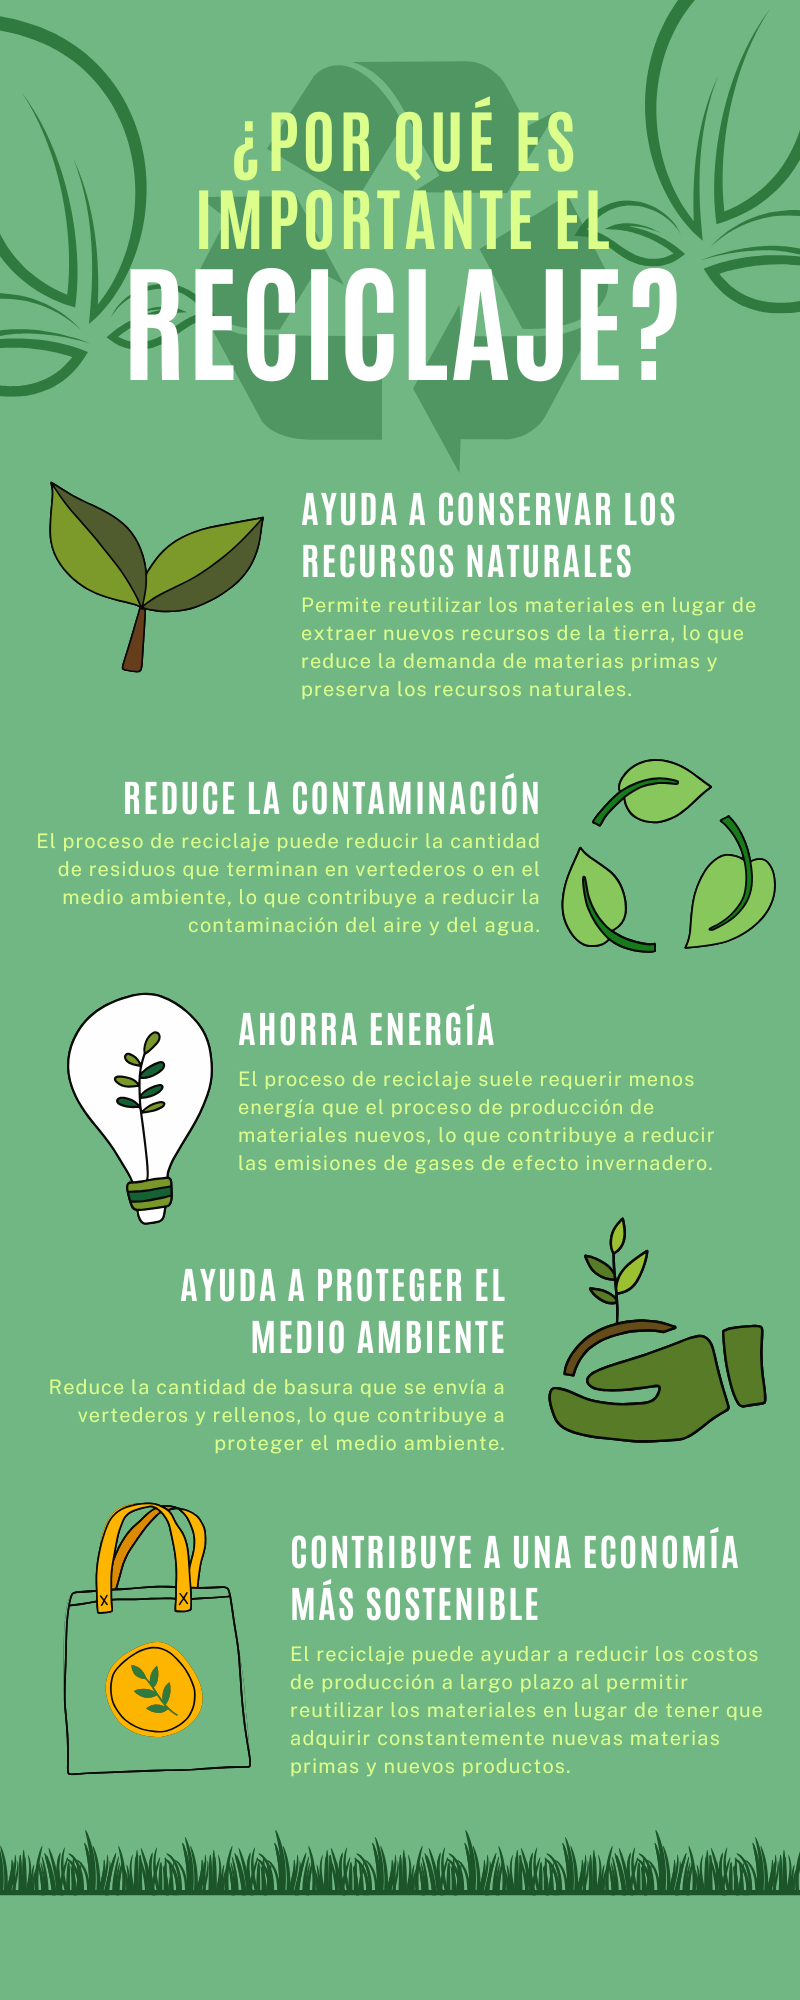 ¿POR QUÉ ES
IMPORTANTE EL
RECICLAJE?
AYUDA A CONSERVAR LOS
RECURSOS NATURALES
Permite reutilizar los materiales en lugar de
extraer nuevos recursos de la tierra, lo que
reduce la demanda de materias primas y
preserva los recursos naturales.
REDUCE LA CONTAMINACIÓN
El proceso de reciclaje puede reducir la cantidad
de residuos que terminan en vertederos o en el
medio ambiente, lo que contribuye a reducir la
contaminación del aire y del agua.
AHORRA ENERGÍA
El proceso de reciclaje suele requerir menos
energía que el proceso de producción de
materiales nuevos, lo que contribuye a reducir
las emisiones de gases de efecto invernadero.
AYUDA A PROTEGER EL
MEDIO AMBIENTE
Reduce la cantidad de basura que se envía a
vertederos y rellenos, lo que contribuye a
proteger el medio ambiente.
CONTRIBUYE A UNA ECONOMÍA
MÁS SOSTENIBLE
El reciclaje puede ayudar a reducir los costos
de producción a largo plazo al permitir
reutilizar los materiales en lugar de tener que
adquirir constantemente nuevas materias
primas y nuevos productos.